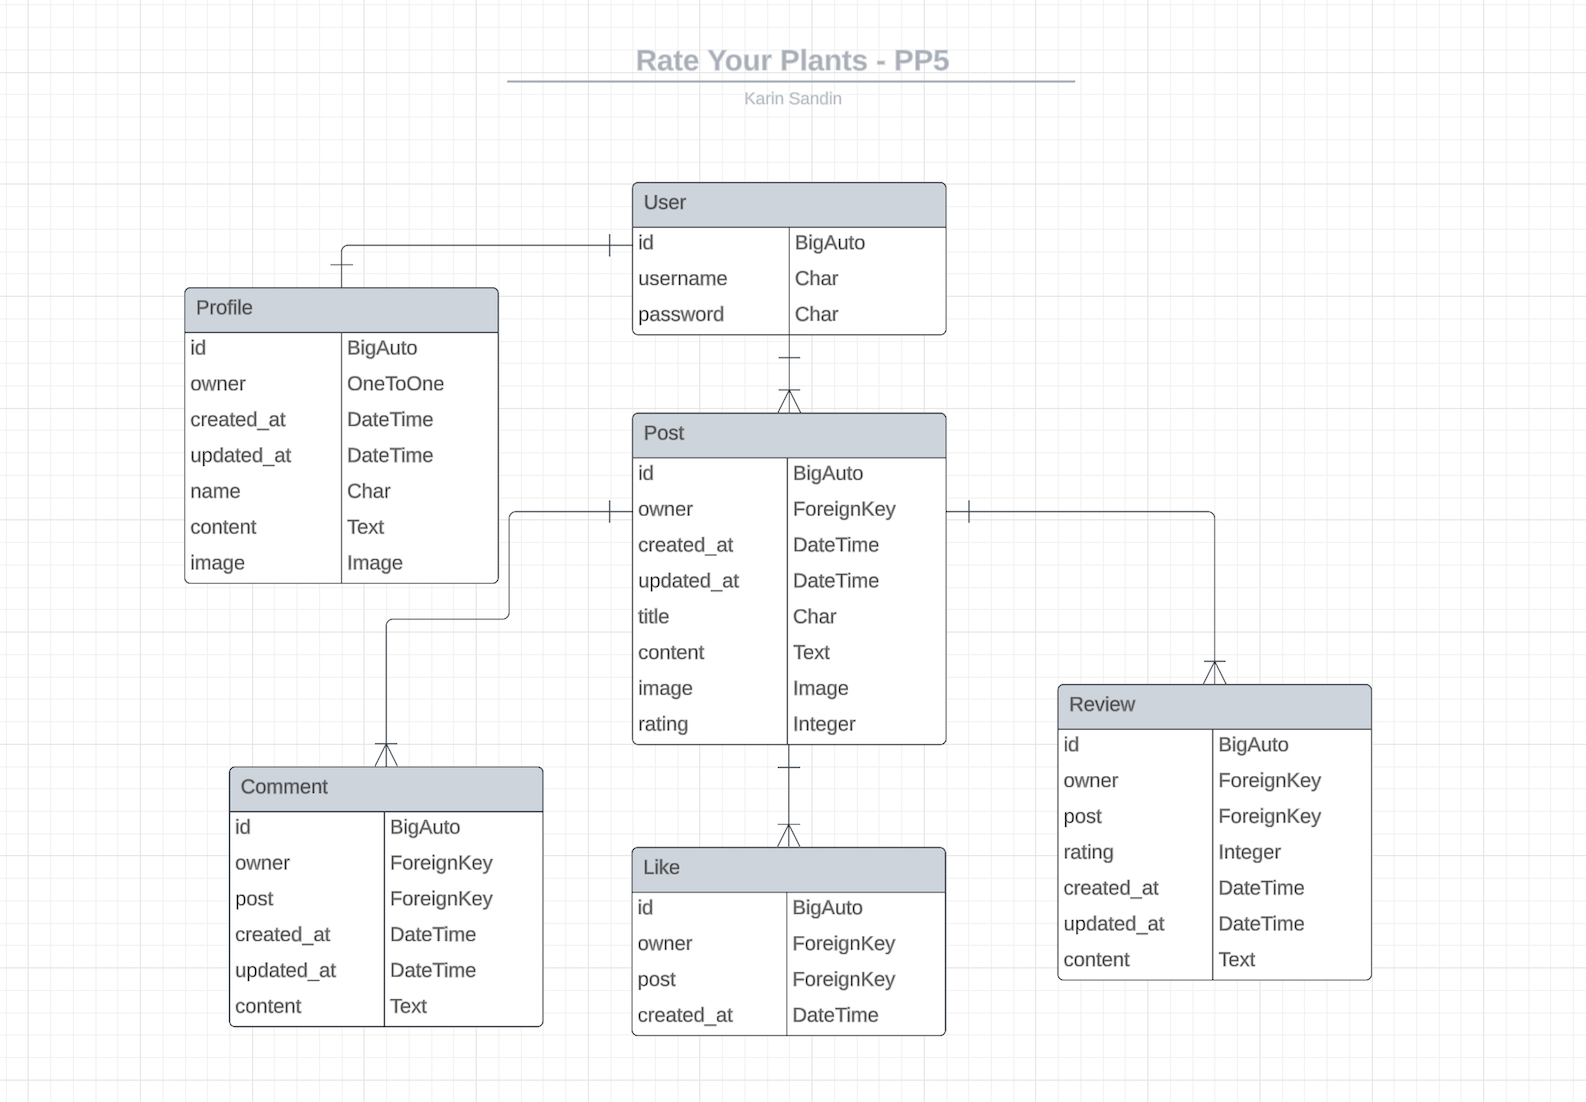 Rate Your Plants - PP5
Karin Sandin
User
id BigAuto
username Char
password Char
Profile
id BigAuto
owner OneToOne
created_at DateTime
updated_at DateTime
name Char
content Text
image Image
Post
id BigAuto
owner ForeignKey
created_at DateTime
updated_at DateTime
title Char
content Text
image Image
rating Integer
Review
id BigAuto
owner ForeignKey
post ForeignKey
rating Integer
created_at DateTime
updated_at DateTime
content Text
Comment
id BigAuto
owner ForeignKey
post ForeignKey
created_at DateTime
updated_at DateTime
content Text
Like
id BigAuto
owner ForeignKey
post ForeignKey
created_at DateTime